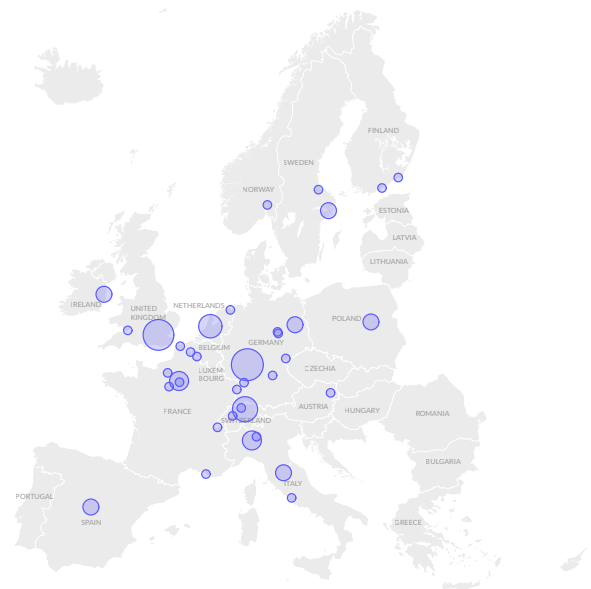 FINLAND
SWEDEN
NORWAY
ESTONIA
LATVIA
LITHUANIA
IRELAND
UNITED
KINGDOM
NETHERLANDS
POLAND
BELGIUM
GERMANY
LUXEM
BOURG
CZECHIA
FRANCE
AUSTRIA
HUNGARY
ROMANIA
SWITZERLAND
BULGARIA
ITALY
PORTUGAL
SPAIN
GREECE